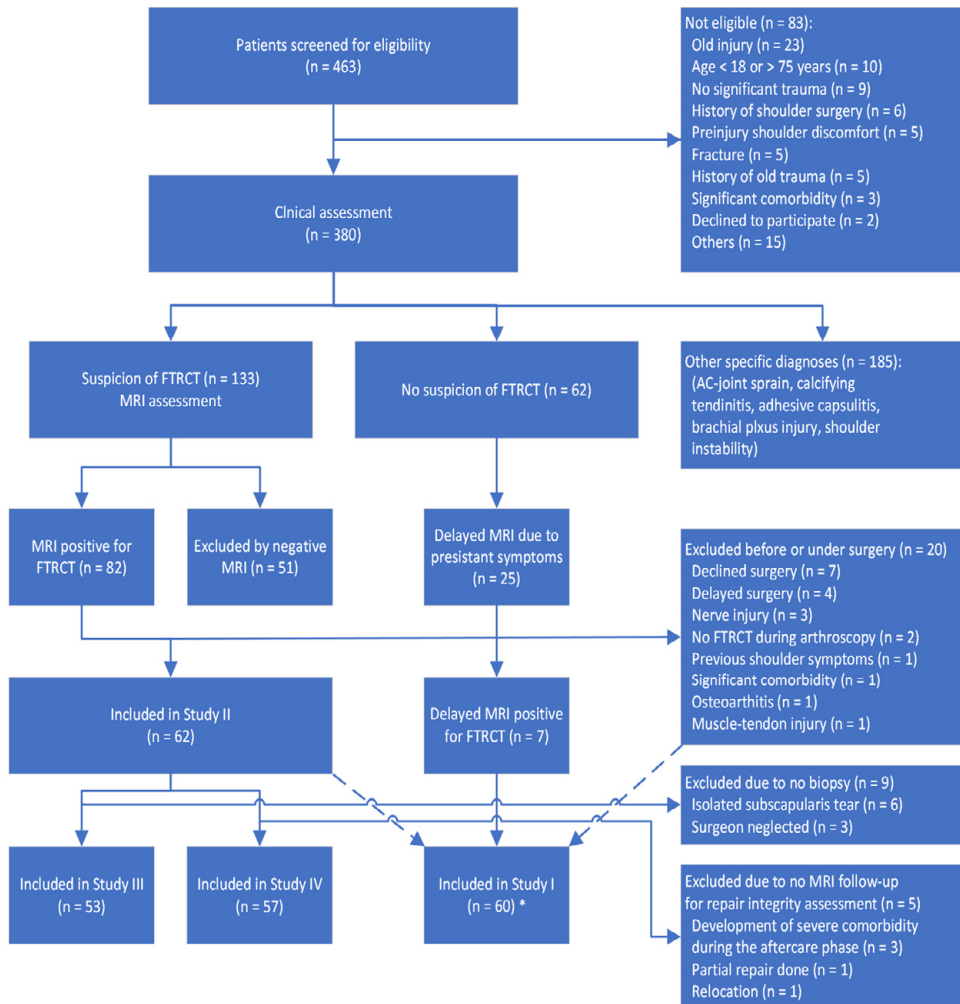 Patients screened for eligibility
(n = 463)
Not eligible (n = 83):
Old injury (n = 23)
Age < 18 or > 75 years (n = 10)
No significant trauma (n = 9)
History of shoulder surgery (n = 6)
Preinjury shoulder discomfort (n = 5)
Fracture (n = 5)
History of old trauma (n = 5)
Significant comorbidity (n = 3)
Declined to participate (n = 2)
Others (n = 15)
Clnical assessment
(n = 380)
Suspicion of FTRCT (n = 133)
MRI assessment
No suspicion of FTRCT (n = 62)
Other specific diagnoses (n = 185):
(AC-joint sprain, calcifying
tendinitis, adhesive capsulitis,
brachial plxus injury, shoulder
instability)
MRI positive for
FTRCT (n = 82)
Excluded by negative
MRI (n = 51)
Delayed MRI due to
presistant symptoms
(n = 25)
Excluded before or under surgery (n = 20)
Declined surgery (n = 7)
Delayed surgery (n = 4)
Nerve injury (n = 3)
No FTRCT during arthroscopy (n = 2)
Previous shoulder symptoms (n = 1)
Significant comorbidity (n = 1)
Osteoarthritis (n = 1)
Muscle-tendon injury (n = 1)
Included in Study II
(n = 62)
Delayed MRI positive
for FTRCT (n = 7)
Excluded due to no biopsy (n = 9)
Isolated subscapularis tear (n = 6)
Surgeon neglected (n = 3)
Included in Study III
(n = 53)
Included in Study IV
(n = 57)
Included in Study I
(n = 60) *
Excluded due to no MRI follow-up
for repair integrity assessment (n = 5)
Development of severe comorbidity
during the aftercare phase (n = 3)
Partial repair done (n = 1)
Relocation (n = 1)